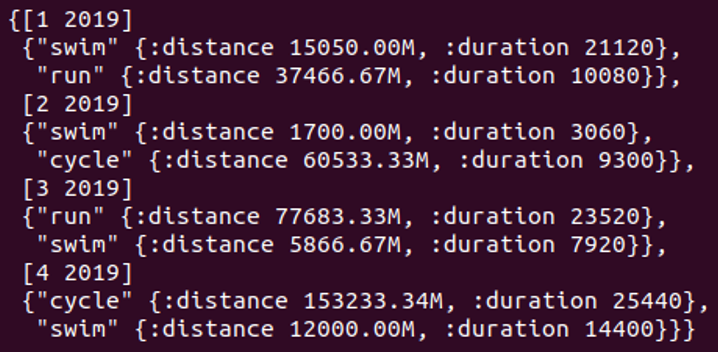 {[1 2019]
{"swim" {:distance 15050.00M, :duration 21120},
"run" {:distance 37466.67M, :duration 10080}},
[2 2019]
{"swim" {:distance 1700.00M, :duration 3060},
"cycle" {:distance 60533.33M, :duration 9300}},
[3 2019]
{"run" {:distance 77683.33M, :duration 23520},
"swim" {:distance 5866.67M, :duration 7920}},
[4 2019]
{"cycle" {:distance 153233.34M, :duration 25440},
"swim" {:distance 12000.00M, :duration 14400}}}